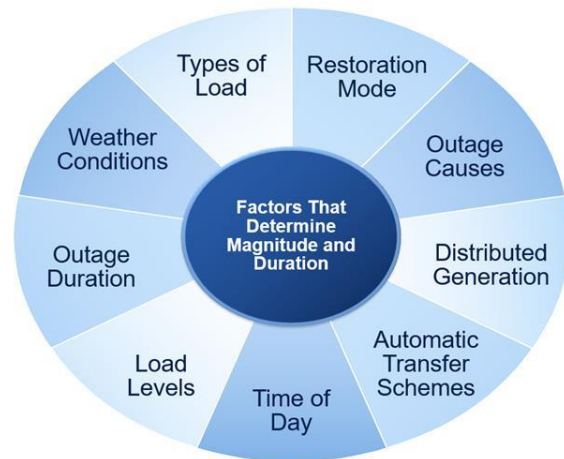 Types of
Load
Restoration
Mode
Outage
Causes
Distributed
Generation
Automatic
Transfer
Schemes
Time of
Day
Load
Levels
Outage
Duration
Weather
Conditions
Factors That
Determine
Magnitude and
Duration